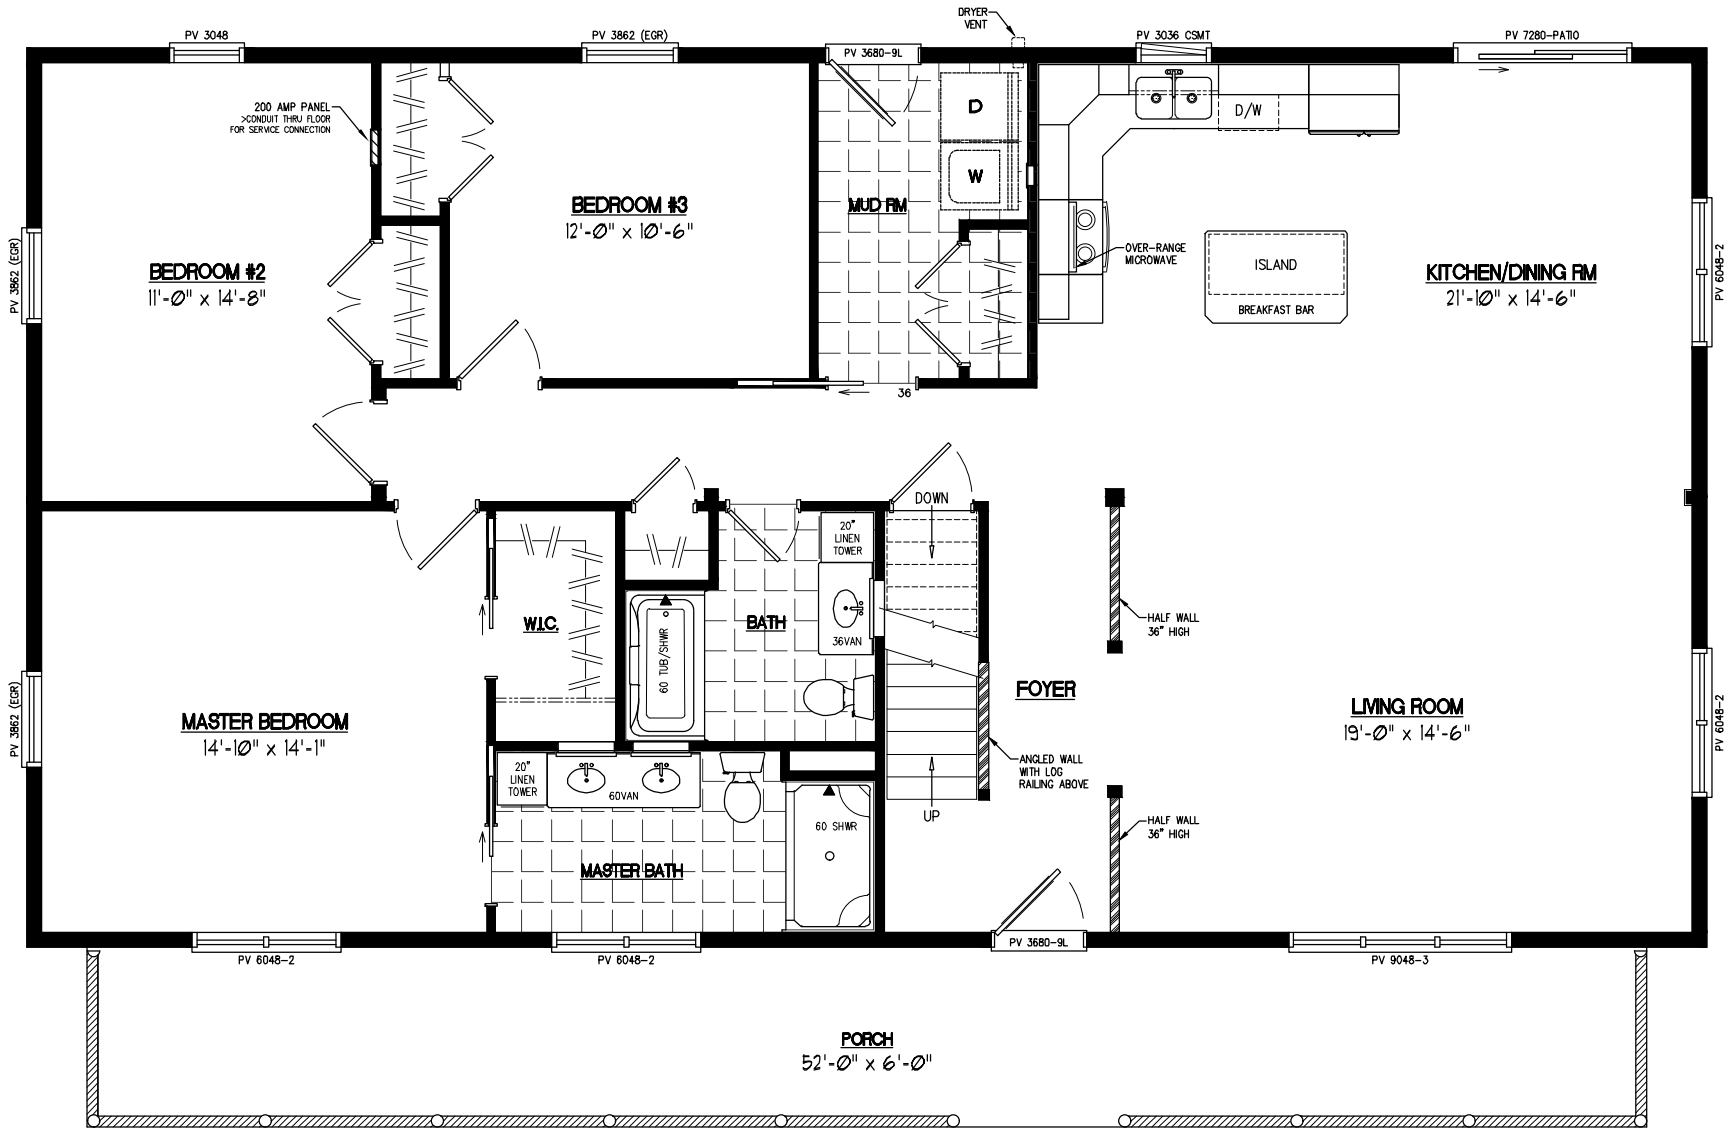 DRYER
VENT
PV 3048
PV 3862 (EGR)
PV 3680-9L
PV 3036 CSMT
PV 7280-PATIO
200 AMP PANEL
>CONDUIT THRU FLOOR
FOR SERVICE CONNECTION
D
W
D/W
BEDROOM #3
12'-0" x 10'-6"
MUD RM
OVER-RANGE
MICROWAVE
ISLAND
BREAKFAST BAR
KITCHEN/DINING RM
21'-10" x 14'-6"
PV 6048-2
PV 3862 (EGR)
BEDROOM #2
11'-0" x 14'-8"
36
DOWN
20"
LINEN
TOWER
W.I.C.
BATH
36VAN
60 TUB/SHWR
HALF WALL
36" HIGH
FOYER
LIVING ROOM
19'-0" x 14'-6"
PV 6048-2
PV 3862 (EGR)
MASTER BEDROOM
14'-10" x 14'-1"
20"
LINEN
TOWER
60VAN
ANGLED WALL
WITH LOG
RAILING ABOVE
UP
60 SHWR
HALF WALL
36" HIGH
MASTER BATH
PV 6048-2
PV 6048-2
PV 3680-9L
PV 9048-3
PORCH
52'-0" x 6'-0"